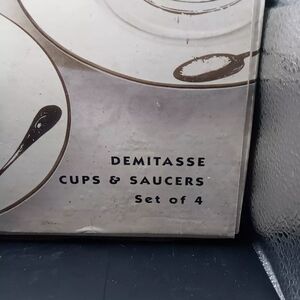 DEMITASSE
CUPS & SAUCERS
Set of 4